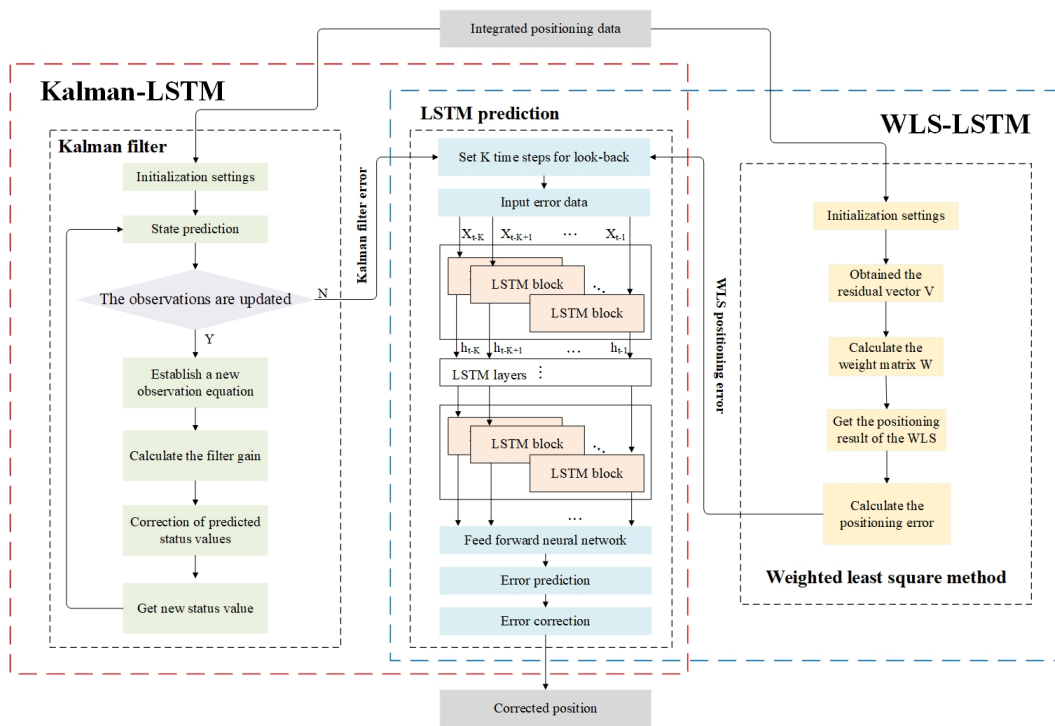 Integrated positioning data
Kalman-LSTM
Kalman filter
Initialization settings
State prediction
The observations are updated
N
Y
Establish a new
observation equation
Calculate the filter gain
Correction of predicted
status values
Get new status value
Kalman filter error
LSTM prediction
Set K time steps for look-back
Input error data
Xt-K Xt-K+1 ... Xt-1
LSTM block
...
LSTM block
ht-K ht-K+1 ... ht-1
LSTM layers ⋮
LSTM block
...
LSTM block
...
Feed forward neural network
Error prediction
Error correction
Corrected position
WLS positioning error
WLS-LSTM
Initialization settings
Obtained the
residual vector V
Calculate the
weight matrix W
Get the positioning
result of the WLS
Calculate the
positioning error
Weighted least square method